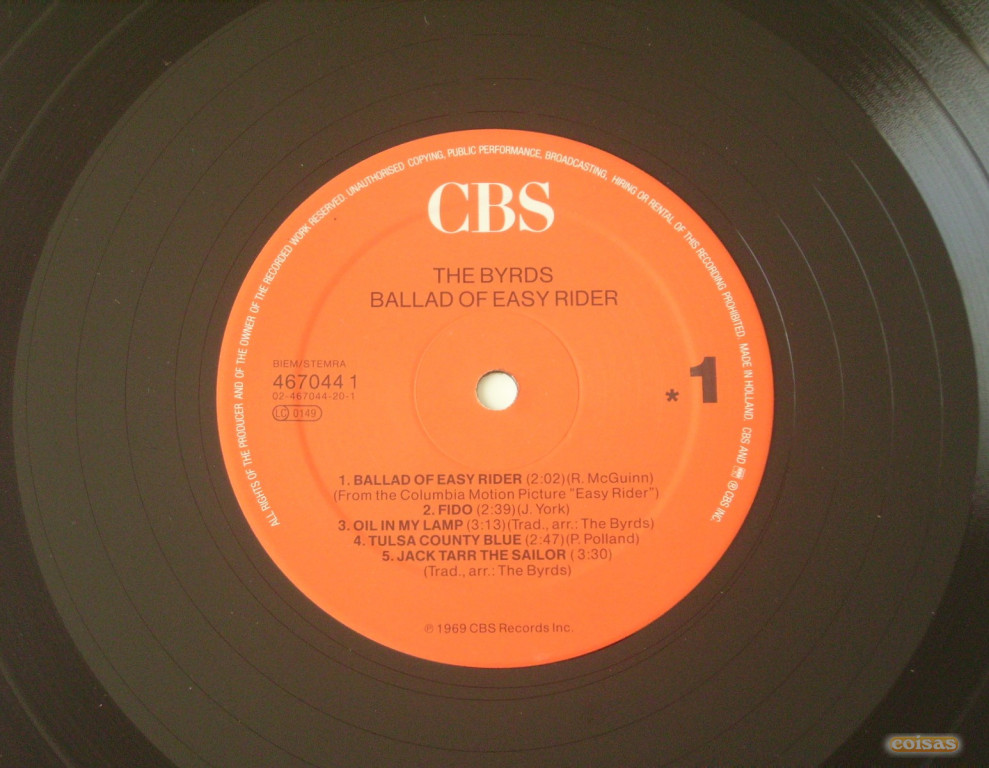 ALL RIGHTS OF THE PRODUCER AND OF THE OWNER OF THE RECORDED WORK RESERVED. UNAUTHORISED COPYING, PUBLIC PERFORMANCE, BROADCASTING, HIRING OR RENTAL OF THIS RECORDING PROHIBITED. MADE IN HOLLAND. CBS AND ℗ CBS INC.
CBS
THE BYRDS
BALLAD OF EASY RIDER
BIEM/STEMRA
467044 1
02-467044-20-1
LC 0149
* 1
1. BALLAD OF EASY RIDER (2:02)(R. McGuinn)
(From the Columbia Motion Picture "Easy Rider")
2. FIDO (2:39)(J. York)
3. OIL IN MY LAMP (3:13)(Trad., arr.: The Byrds)
4. TULSA COUNTY BLUE (2:47)(P. Polland)
5. JACK TARR THE SAILOR (3:30)
(Trad., arr.: The Byrds)
℗ 1969 CBS Records Inc.
coisas